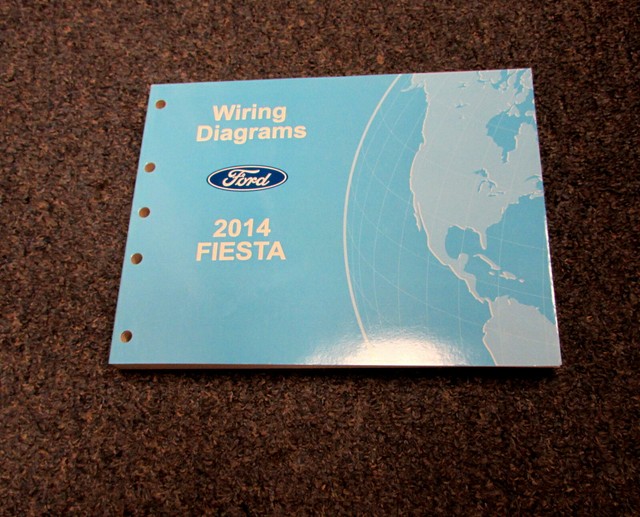 Wiring
Diagrams
Ford
2014
FIESTA